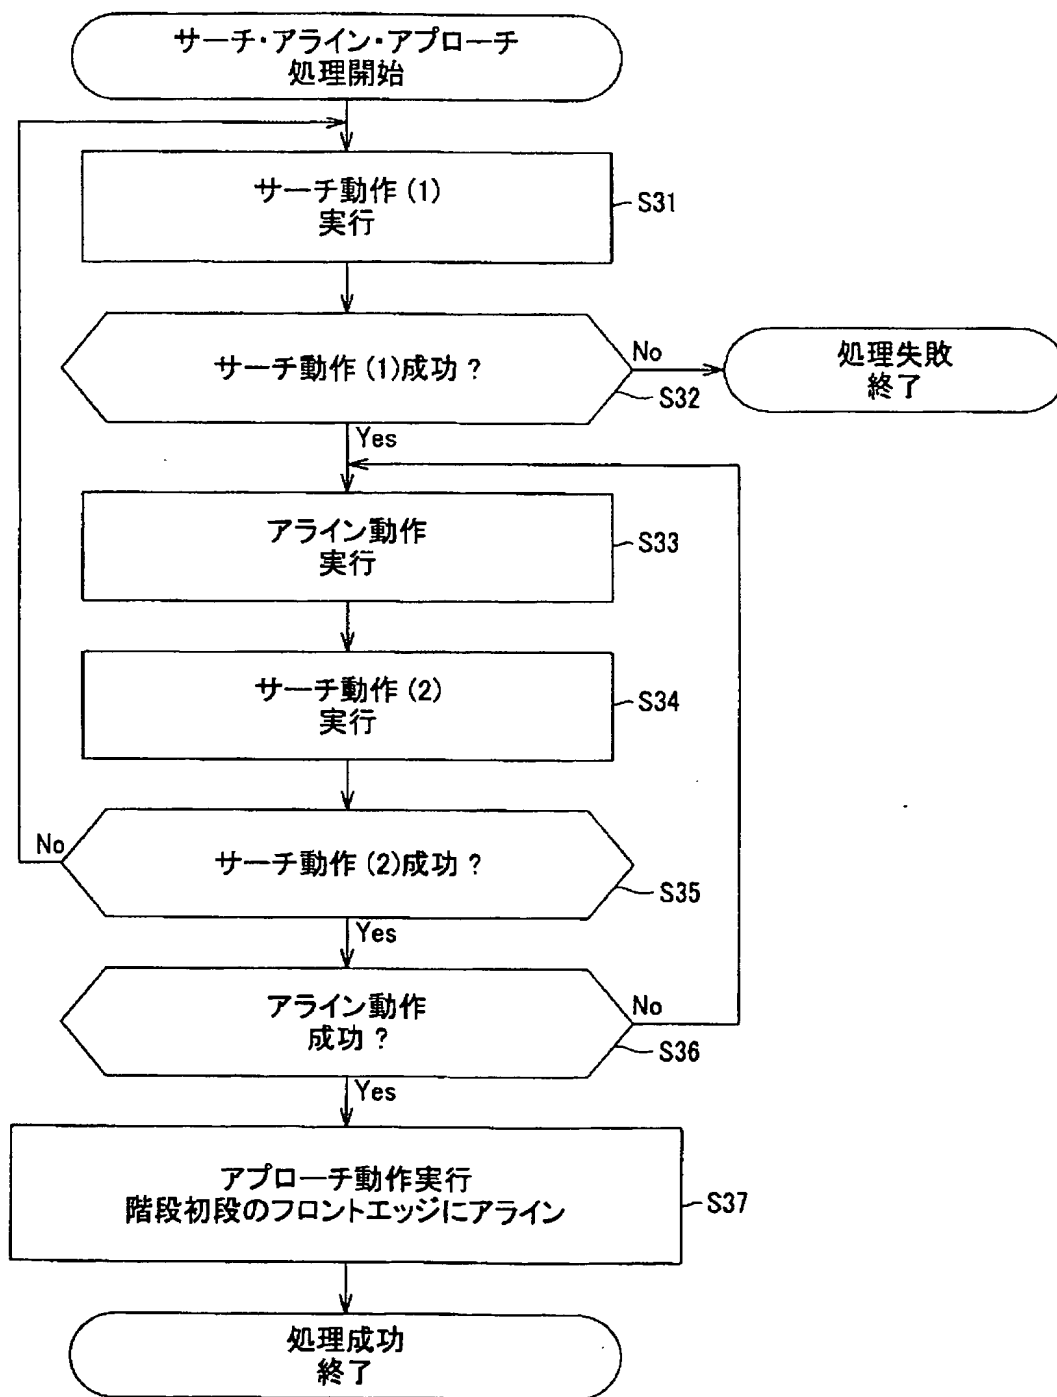 サーチ・アライン・アプローチ
処理開始
サーチ動作(1)
実行
S31
サーチ動作(1)成功?
No
S32
処理失敗
終了
Yes
アライン動作
実行
S33
サーチ動作(2)
実行
S34
No
サーチ動作(2)成功?
S35
Yes
アライン動作
成功?
No
S36
Yes
アプローチ動作実行
階段初段のフロントエッジにアライン
S37
処理成功
終了